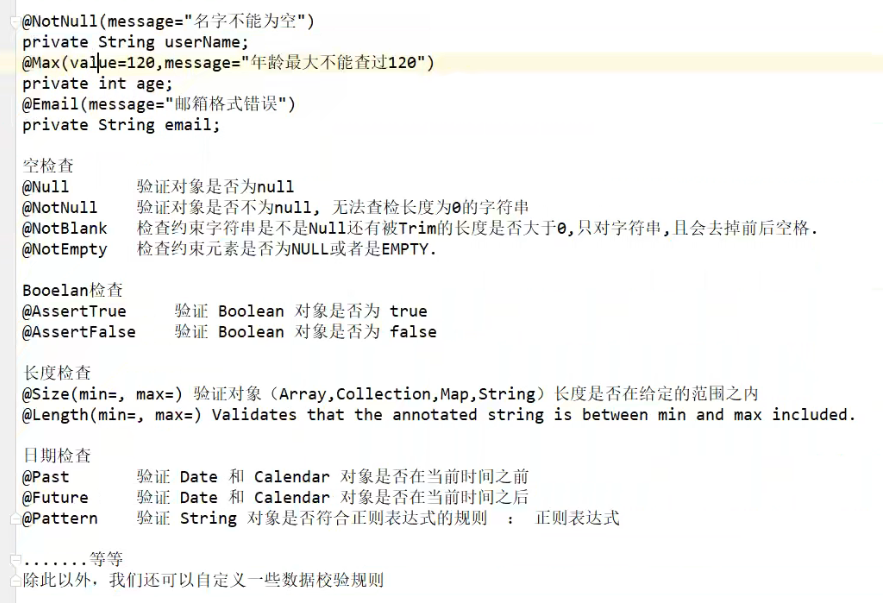 @NotNull(message="名字不能为空")
private String userName;
@Max(value=120,message="年龄最大不能查过120")
private int age;
@Email(message="邮箱格式错误")
private String email;
空检查
@Null 验证对象是否为null
@NotNull 验证对象是否不为null, 无法查检长度为0的字符串
@NotBlank 检查约束字符串是不是Null还有被Trim的长度是否大于0,只对字符串,且会去掉前后空格.
@NotEmpty 检查约束元素是否为NULL或者是EMPTY.
Booelan检查
@AssertTrue 验证 Boolean 对象是否为 true
@AssertFalse 验证 Boolean 对象是否为 false
长度检查
@Size(min=, max=) 验证对象（Array,Collection,Map,String）长度是否在给定的范围之内
@Length(min=, max=) Validates that the annotated string is between min and max included.
日期检查
@Past 验证 Date 和 Calendar 对象是否在当前时间之前
@Future 验证 Date 和 Calendar 对象是否在当前时间之后
@Pattern 验证 String 对象是否符合正则表达式的规则 ： 正则表达式
.......等等
除此以外，我们还可以自定义一些数据校验规则